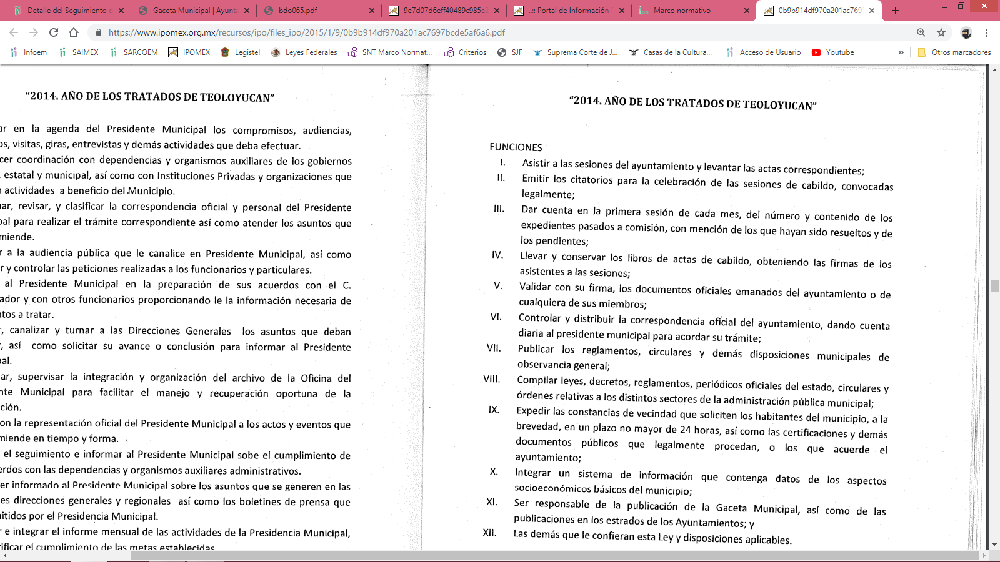 Detalle del Seguimiento d
Gaceta Municipal | Ayunta
bdo065.pdf
9e7d07d6eff40489c985e2
..:: Portal de Información P
Marco normativo
0b9b914df970a201ac769
https://www.ipomex.org.mx/recursos/ipo/files_ipo/2015/1/9/0b9b914df970a201ac7697bcde5af6a6.pdf
Infoem
SAIMEX
SARCOEM
IPOMEX
Legistel
Leyes Federales
SNT Marco Normat...
Criterios
SJF
Suprema Corte de J...
Casas de la Cultura...
Acceso de Usuario
Youtube
»
Otros marcadores
“2014. AÑO DE LOS TRATADOS DE TEOLOYUCAN”
ar en la agenda del Presidente Municipal los compromisos, audiencias,
os, visitas, giras, entrevistas y demás actividades que deba efectuar.
cer coordinación con dependencias y organismos auxiliares de los gobiernos
, estatal y municipal, así como con Instituciones Privadas y organizaciones que
n actividades a beneficio del Municipio.
nar, revisar, y clasificar la correspondencia oficial y personal del Presidente
pal para realizar el trámite correspondiente así como atender los asuntos que
miende.
r a la audiencia pública que le canalice en Presidente Municipal, así como
r y controlar las peticiones realizadas a los funcionarios y particulares.
al Presidente Municipal en la preparación de sus acuerdos con el C.
ador y con otros funcionarios proporcionando le la información necesaria de
ntos a tratar.
r, canalizar y turnar a las Direcciones Generales los asuntos que deban
r, así como solicitar su avance o conclusión para informar al Presidente
pal.
ar, supervisar la integración y organización del archivo de la Oficina del
nte Municipal para facilitar el manejo y recuperación oportuna de la
ción.
on la representación oficial del Presidente Municipal a los actos y eventos que
miende en tiempo y forma.
el seguimiento e informar al Presidente Municipal sobe el cumplimiento de
erdos con las dependencias y organismos auxiliares administrativos.
er informado al Presidente Municipal sobre los asuntos que se generen en las
es direcciones generales y regionales así como los boletines de prensa que
nitidos por el Presidencia Municipal.
r e integrar el informe mensual de las actividades de la Presidencia Municipal,
rificar el cumplimiento de las metas establecidas
“2014. AÑO DE LOS TRATADOS DE TEOLOYUCAN”
FUNCIONES
I. Asistir a las sesiones del ayuntamiento y levantar las actas correspondientes;
II. Emitir los citatorios para la celebración de las sesiones de cabildo, convocadas
legalmente;
III. Dar cuenta en la primera sesión de cada mes, del número y contenido de los
expedientes pasados a comisión, con mención de los que hayan sido resueltos y de
los pendientes;
IV. Llevar y conservar los libros de actas de cabildo, obteniendo las firmas de los
asistentes a las sesiones;
V. Validar con su firma, los documentos oficiales emanados del ayuntamiento o de
cualquiera de sus miembros;
VI. Controlar y distribuir la correspondencia oficial del ayuntamiento, dando cuenta
diaria al presidente municipal para acordar su trámite;
VII. Publicar los reglamentos, circulares y demás disposiciones municipales de
observancia general;
VIII. Compilar leyes, decretos, reglamentos, periódicos oficiales del estado, circulares y
órdenes relativas a los distintos sectores de la administración pública municipal;
IX. Expedir las constancias de vecindad que soliciten los habitantes del municipio, a la
brevedad, en un plazo no mayor de 24 horas, así como las certificaciones y demás
documentos públicos que legalmente procedan, o los que acuerde el
ayuntamiento;
X. Integrar un sistema de información que contenga datos de los aspectos
socioeconómicos básicos del municipio;
XI. Ser responsable de la publicación de la Gaceta Municipal, así como de las
publicaciones en los estrados de los Ayuntamientos; y
XII. Las demás que le confieran esta Ley y disposiciones aplicables.